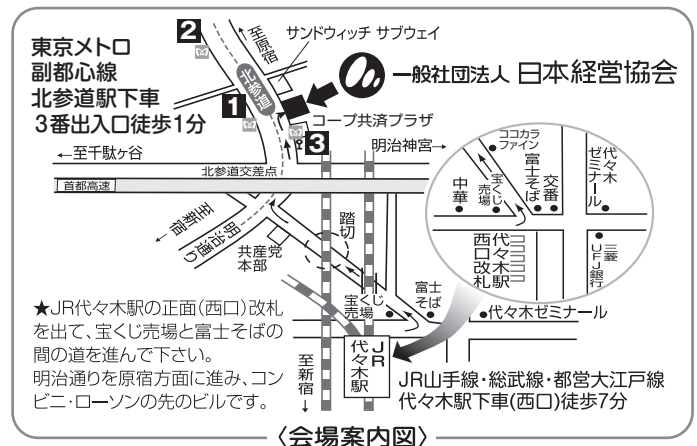 東京メトロ
副都心線
北参道駅下車
3番出入口徒歩1分
2
至原宿
サンドウィッチ サブウェイ
北参道
1
一般社団法人 日本経営協会
コープ共済プラザ
3
←至千駄ヶ谷
明治神宮→
北参道交差点
首都高速
至新宿
明治通り
共産党
本部
踏切
ココカラ
ファイン
代々木
ゼミナール
富士そば
交番
中華
宝くじ
売場
代々木駅
西口改札
三菱
UFJ銀行
宝くじ
売場
富士
そば
代々木ゼミナール
★JR代々木駅の正面(西口)改札
を出て、宝くじ売場と富士そばの
間の道を進んで下さい。
明治通りを原宿方面に進み、コン
ビニ・ローソンの先のビルです。
至新宿
↓
JR
代々木駅
JR山手線・総武線・都営大江戸線
代々木駅下車(西口)徒歩7分
〈会場案内図〉